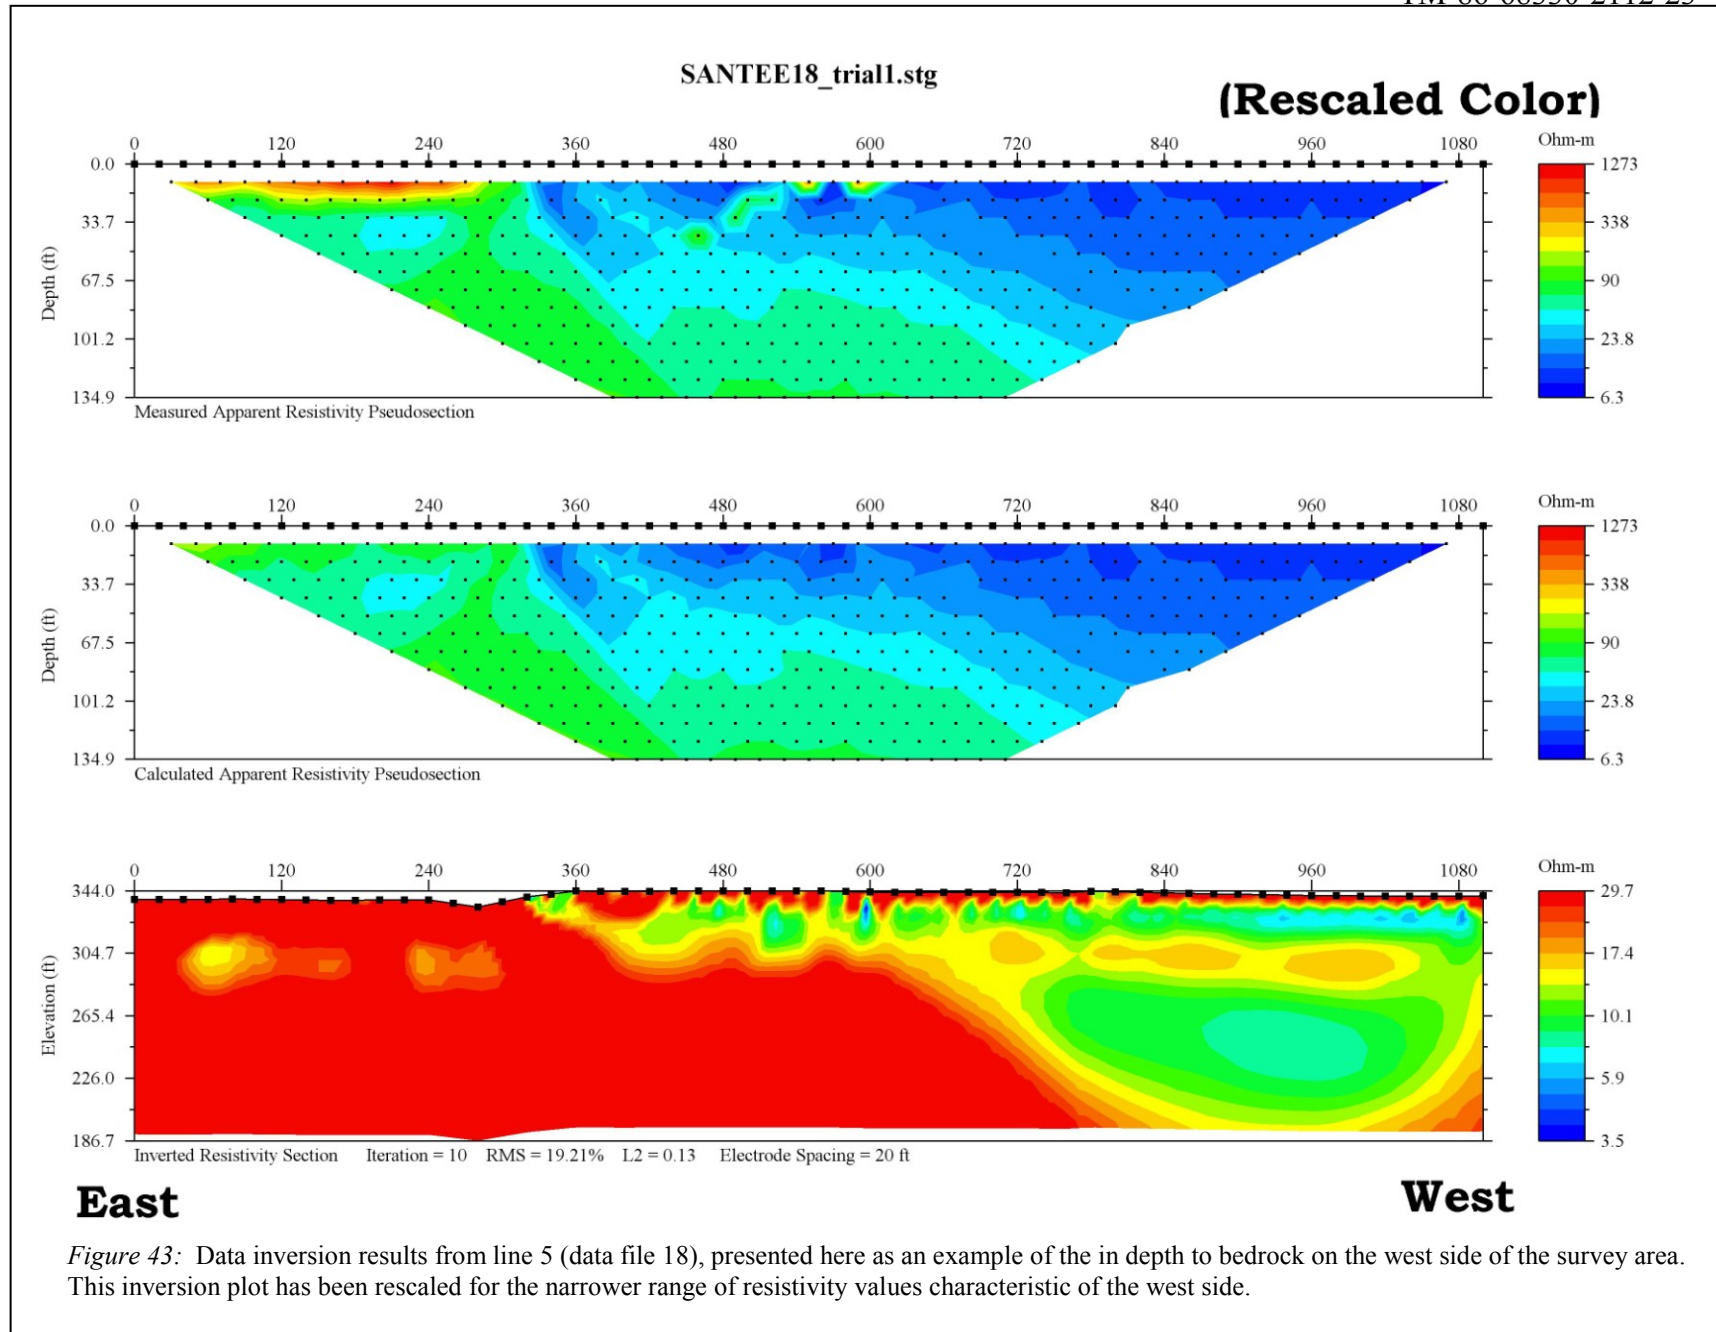 SANTEE18_trial1.stg
(Rescaled Color)
0 120 240 360 480 600 720 840 960 1080 Ohm-m
0.0 1273
33.7 338
67.5 90
101.2 23.8
134.9 6.3
Depth (ft)
Measured Apparent Resistivity Pseudosection
0 120 240 360 480 600 720 840 960 1080 Ohm-m
0.0 1273
33.7 338
67.5 90
101.2 23.8
134.9 6.3
Depth (ft)
Calculated Apparent Resistivity Pseudosection
0 120 240 360 480 600 720 840 960 1080 Ohm-m
344.0 29.7
304.7 17.4
265.4 10.1
226.0 5.9
186.7 3.5
Elevation (ft)
Inverted Resistivity Section Iteration = 10 RMS = 19.21% L2 = 0.13 Electrode Spacing = 20 ft
East West
Figure 43: Data inversion results from line 5 (data file 18), presented here as an example of the in depth to bedrock on the west side of the survey area.
This inversion plot has been rescaled for the narrower range of resistivity values characteristic of the west side.